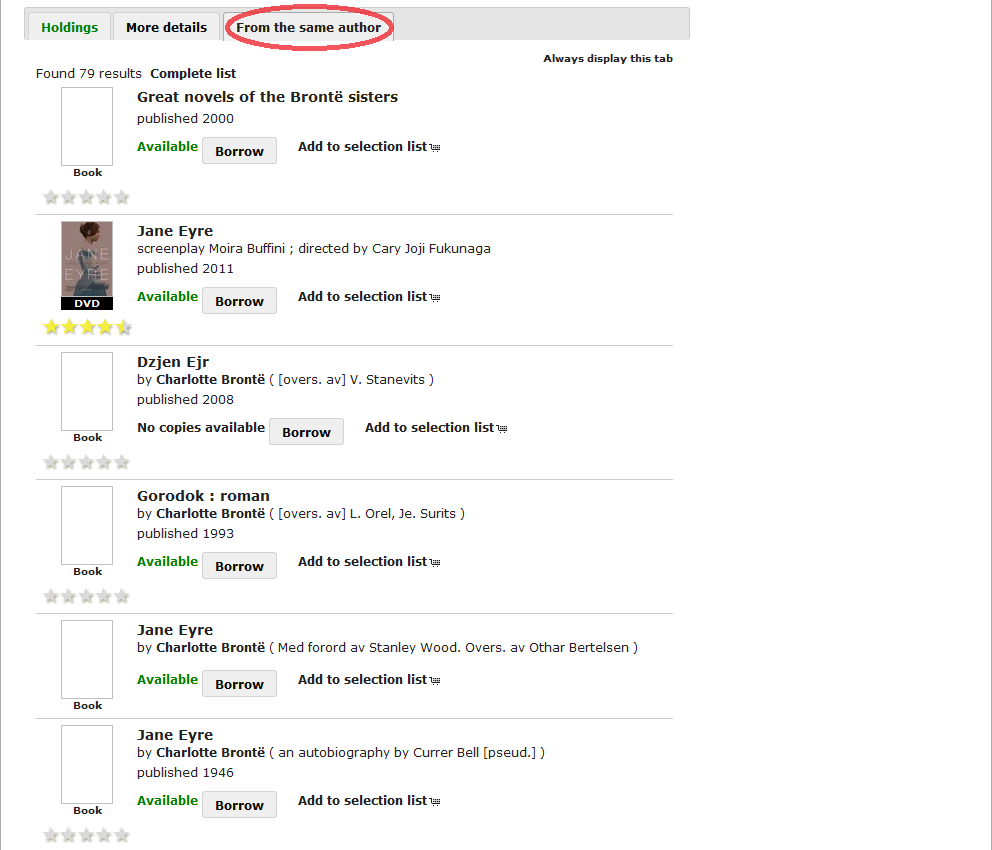 Holdings More details From the same author
Always display this tab
Found 79 results Complete list
Great novels of the Brontë sisters
published 2000
Available Borrow Add to selection list
Book
Jane Eyre
screenplay Moira Buffini ; directed by Cary Joji Fukunaga
published 2011
JANE
EYRE
Available Borrow Add to selection list
DVD
Dzjen Ejr
by Charlotte Brontë ( [overs. av] V. Stanevits )
published 2008
No copies available Borrow Add to selection list
Book
Gorodok : roman
by Charlotte Brontë ( [overs. av] L. Orel, Je. Surits )
published 1993
Available Borrow Add to selection list
Book
Jane Eyre
by Charlotte Brontë ( Med forord av Stanley Wood. Overs. av Othar Bertelsen )
Available Borrow Add to selection list
Book
Jane Eyre
by Charlotte Brontë ( an autobiography by Currer Bell [pseud.] )
published 1946
Available Borrow Add to selection list
Book